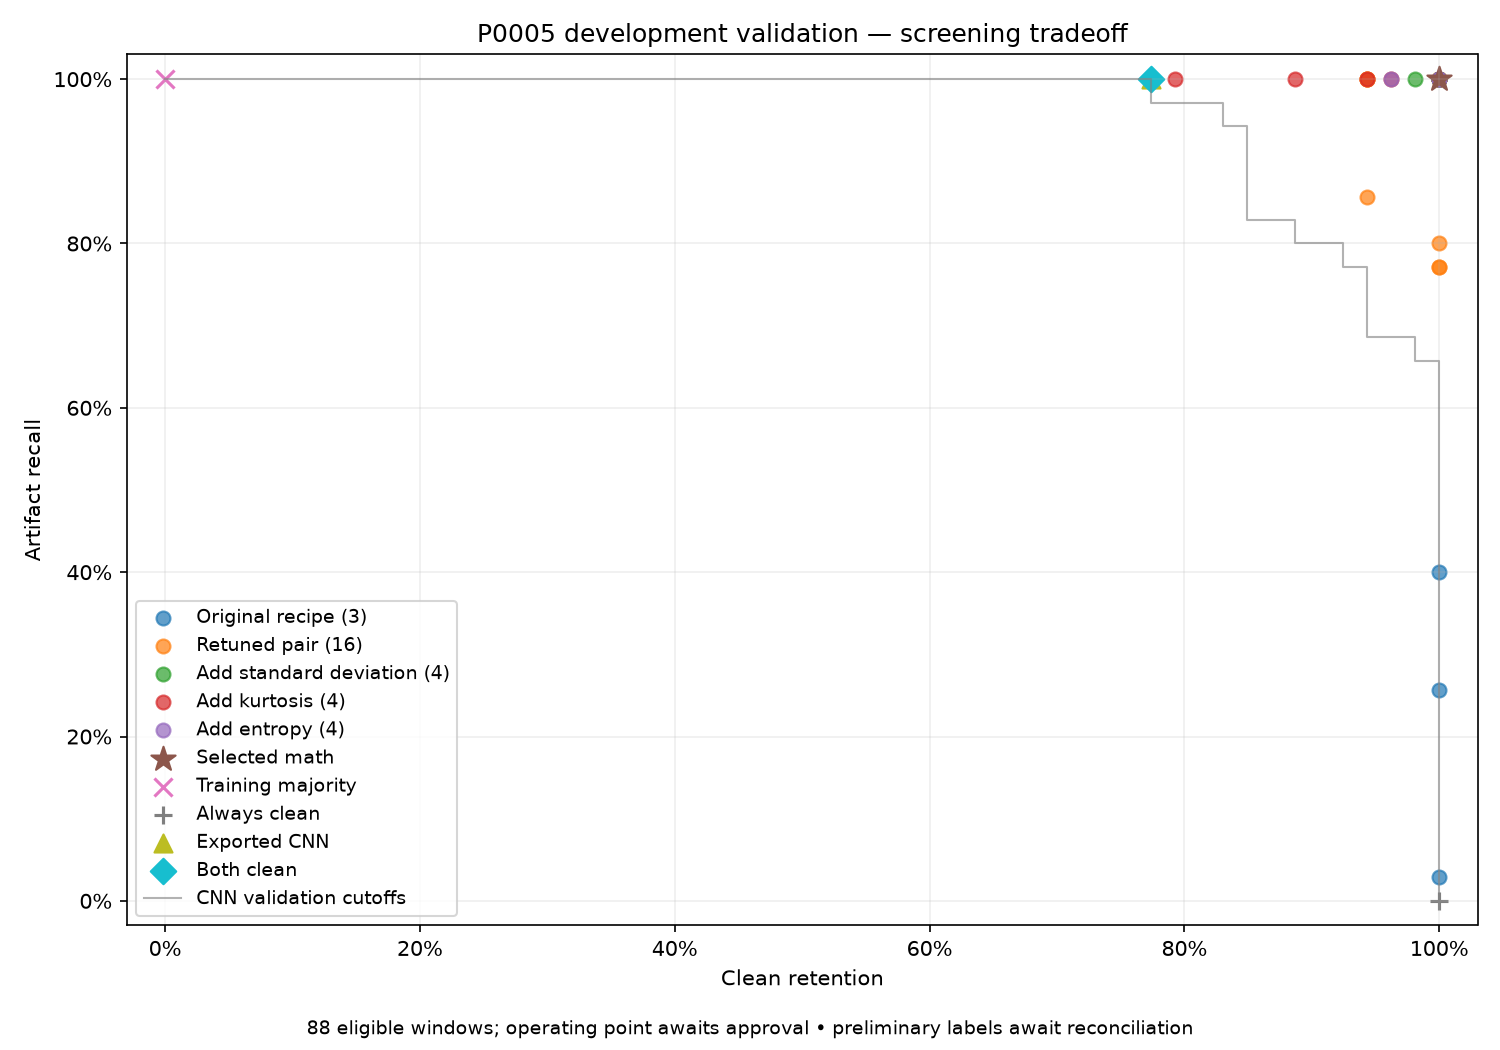 P0005 development validation — screening tradeoff
100%
80%
60%
40%
20%
0%
Artifact recall
Original recipe (3)
Retuned pair (16)
Add standard deviation (4)
Add kurtosis (4)
Add entropy (4)
Selected math
Training majority
Always clean
Exported CNN
Both clean
CNN validation cutoffs
0%
20%
40%
60%
80%
100%
Clean retention
88 eligible windows; operating point awaits approval • preliminary labels await reconciliation